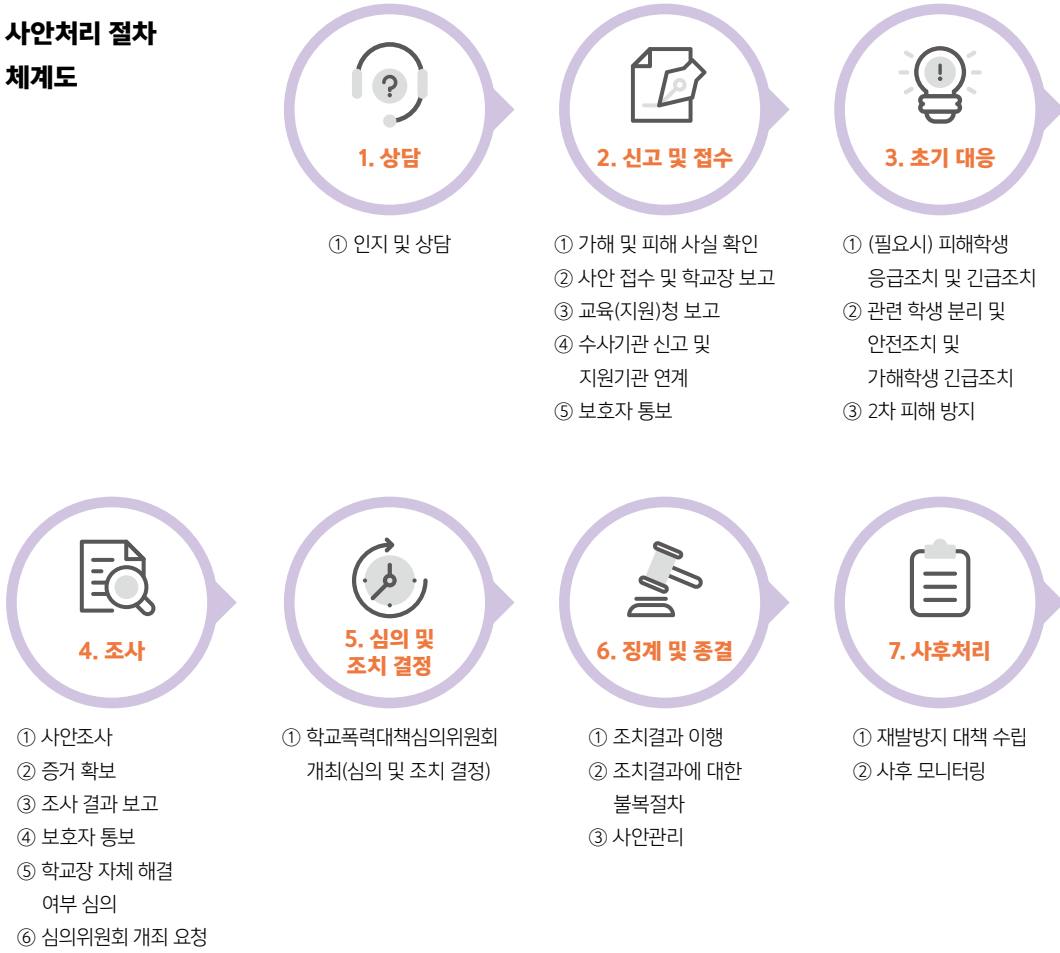 사안처리 절차
체계도
?
1. 상담
① 인지 및 상담
2. 신고 및 접수
① 가해 및 피해 사실 확인
② 사안 접수 및 학교장 보고
③ 교육(지원)청 보고
④ 수사기관 신고 및
지원기관 연계
⑤ 보호자 통보
!
3. 초기 대응
① (필요시) 피해학생
응급조치 및 긴급조치
② 관련 학생 분리 및
안전조치 및
가해학생 긴급조치
③ 2차 피해 방지
4. 조사
① 사안조사
② 증거 확보
③ 조사 결과 보고
④ 보호자 통보
⑤ 학교장 자체 해결
여부 심의
⑥ 심의위원회 개죄 요청
5. 심의 및
조치 결정
① 학교폭력대책심의위원회
개최(심의 및 조치 결정)
6. 징계 및 종결
① 조치결과 이행
② 조치결과에 대한
불복절차
③ 사안관리
7. 사후처리
① 재발방지 대책 수립
② 사후 모니터링